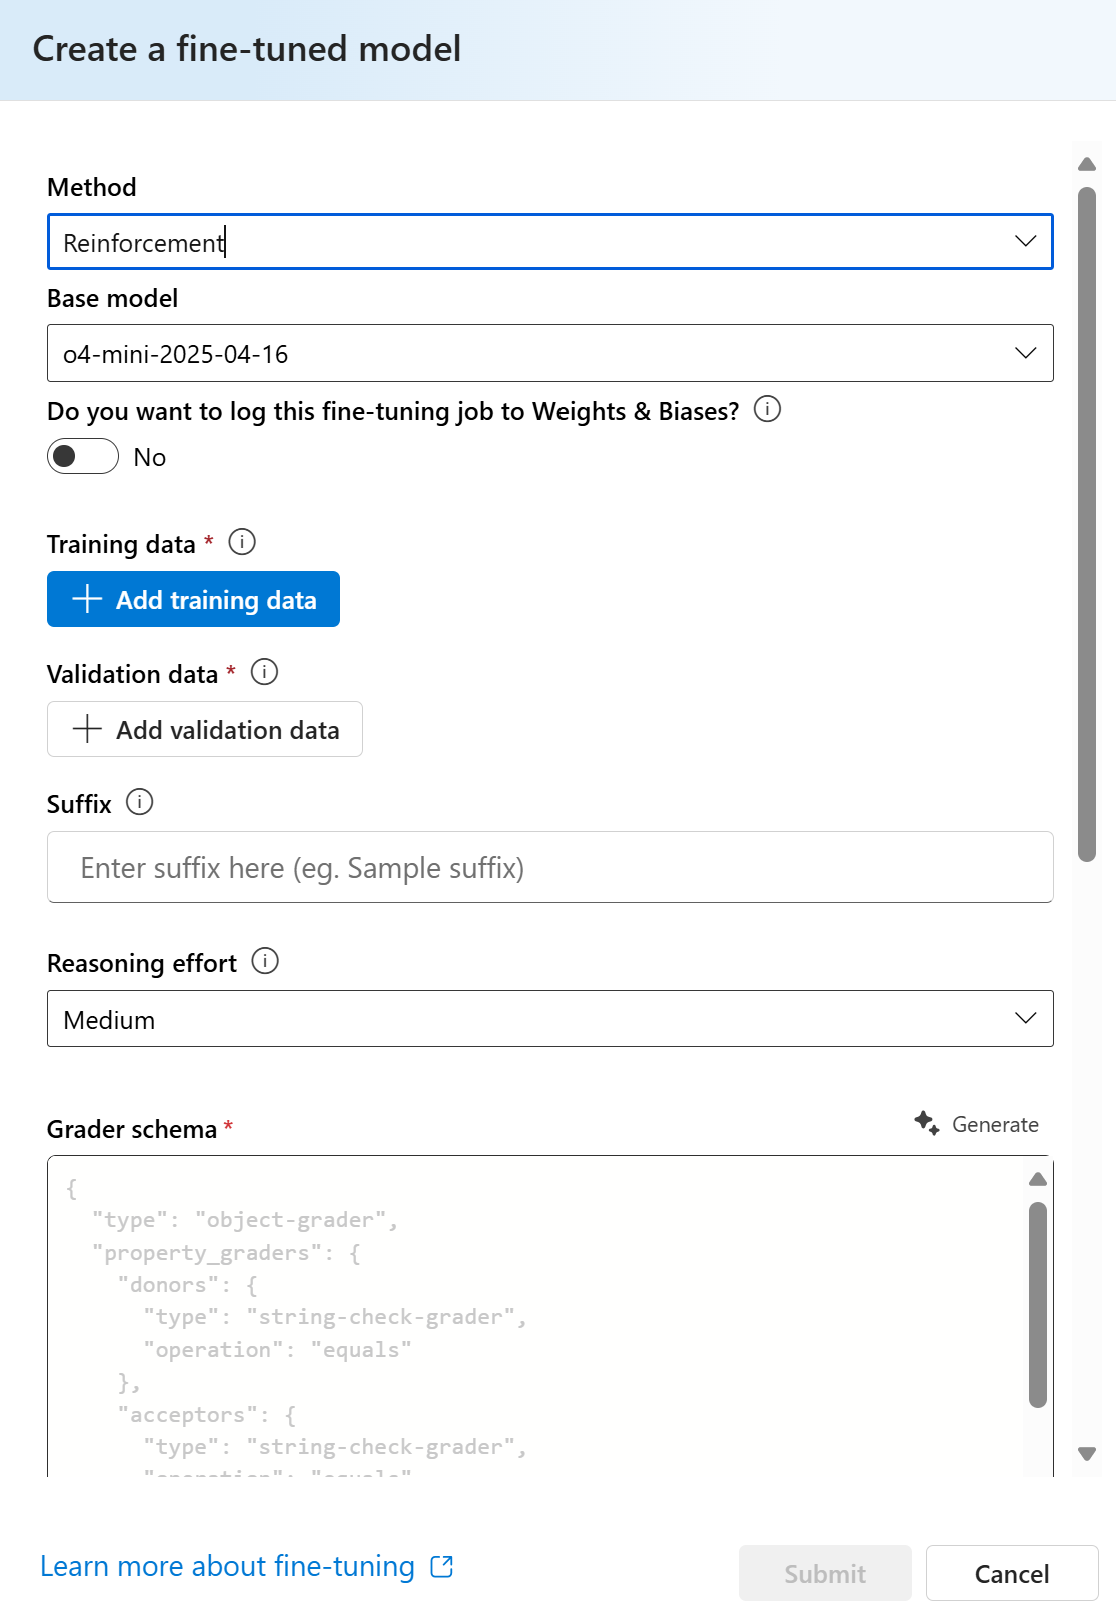 Create a fine-tuned model
Method
Reinforcement
Base model
o4-mini-2025-04-16
Do you want to log this fine-tuning job to Weights & Biases?
No
Training data *
Add training data
Validation data *
Add validation data
Suffix
Enter suffix here (eg. Sample suffix)
Reasoning effort
Medium
Grader schema *
Generate
{
"type": "object-grader",
"property_graders": {
"donors": {
"type": "string-check-grader",
"operation": "equals"
},
"acceptors": {
"type": "string-check-grader",
"operation": "equals"
Learn more about fine-tuning
Submit
Cancel